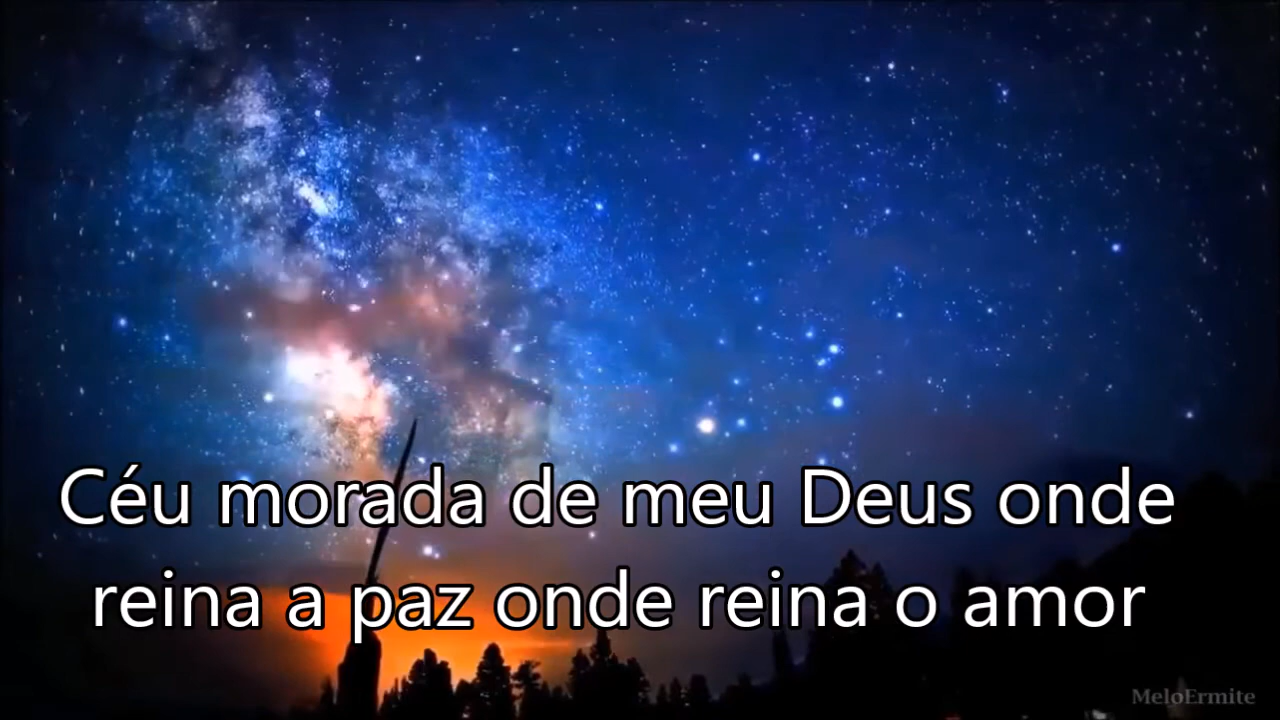 Céu morada de meu Deus onde
reina a paz onde reina o amor
MeloErmite